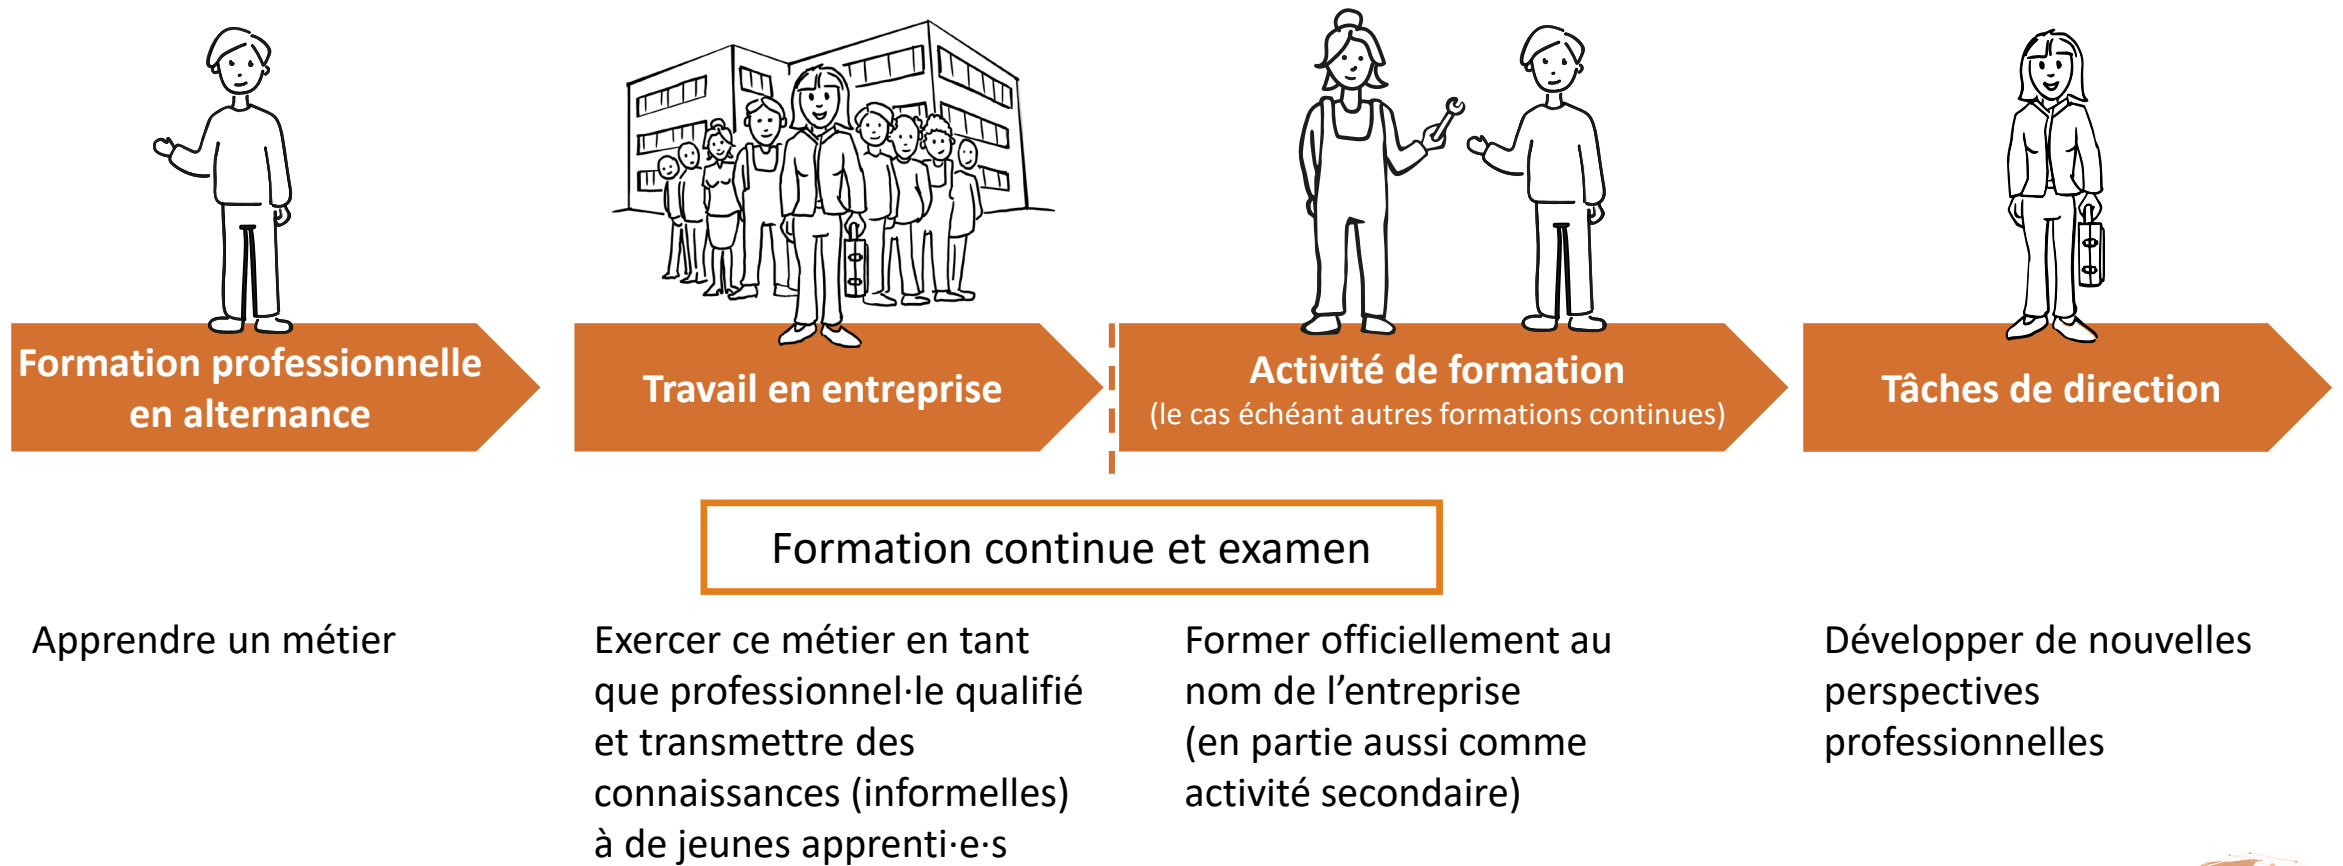 Formation professionnelle
en alternance
Travail en entreprise
Activité de formation
(le cas échéant autres formations continues)
Tâches de direction
Formation continue et examen
Apprendre un métier
Exercer ce métier en tant
que professionnel·le qualifié
et transmettre des
connaissances (informelles)
à de jeunes apprenti·e·s
Former officiellement au
nom de l’entreprise
(en partie aussi comme
activité secondaire)
Développer de nouvelles
perspectives
professionnelles